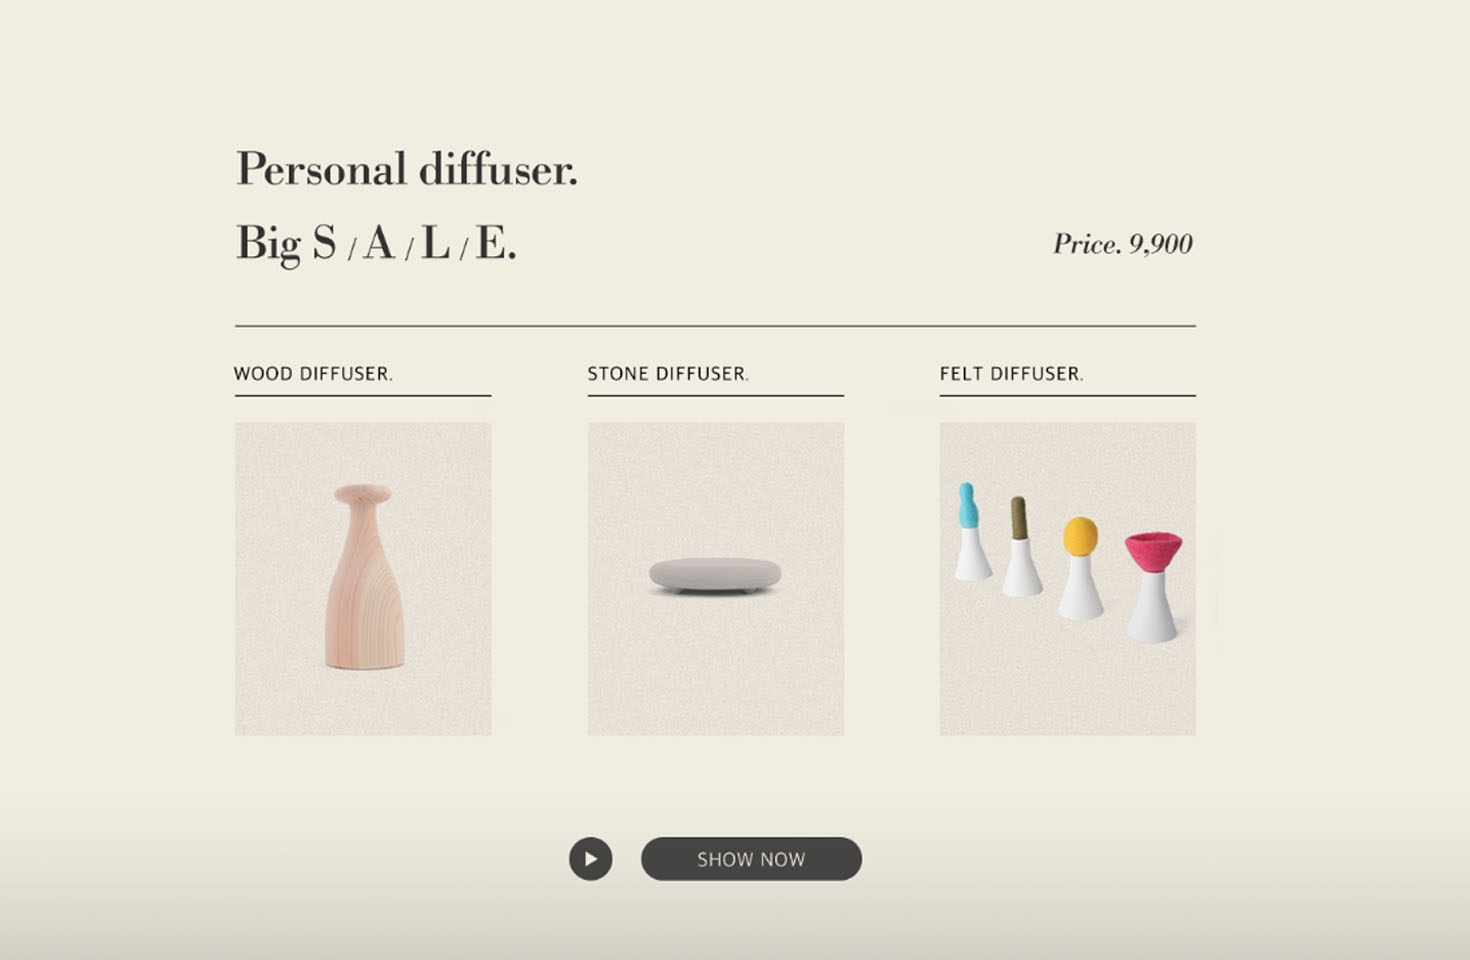 Personal diffuser.
Big S / A / L / E.
Price. 9,900
WOOD DIFFUSER.
STONE DIFFUSER.
FELT DIFFUSER.
SHOW NOW